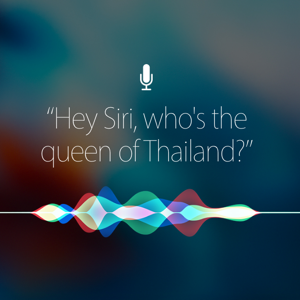 “Hey Siri, who's the
queen of Thailand?”